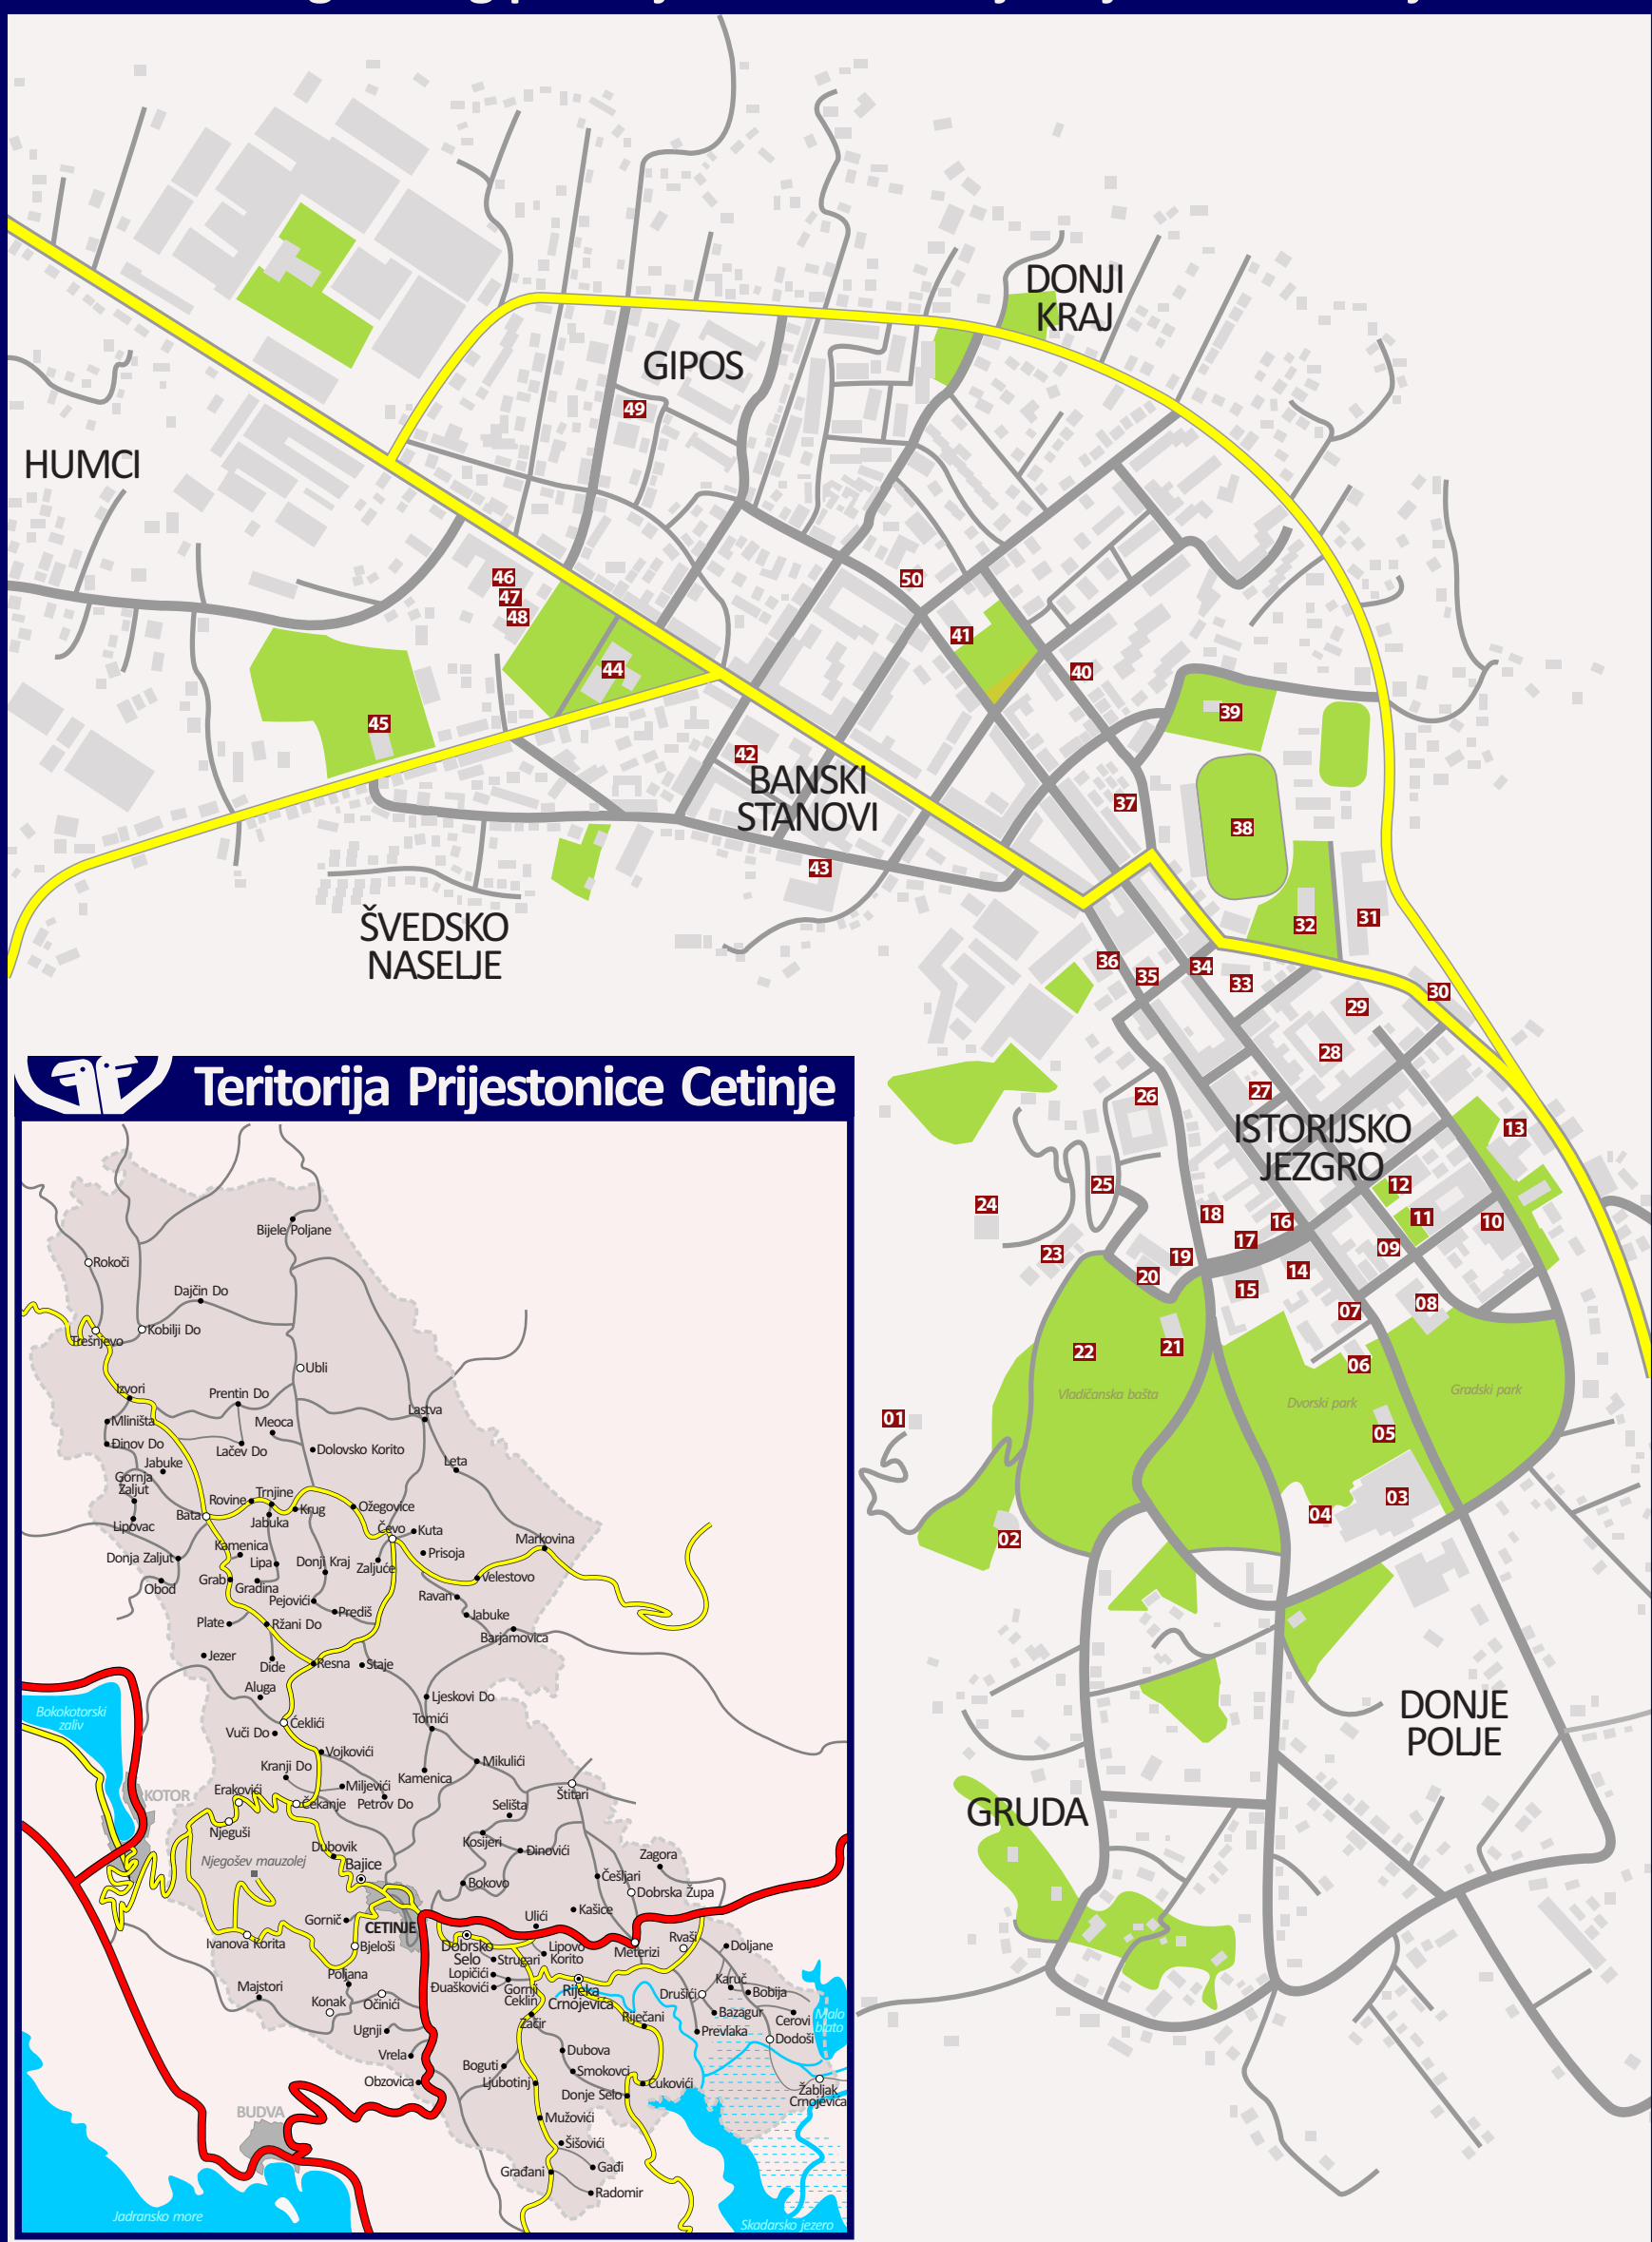 DONJI
KRAJ
GIPOS
49
HUMCI
46
47
48
50
41
44
40
45
39
42
BANSKI
STANOVI
37
38
43
ŠVEDSKO
NASELJE
32
31
36
35
34
33
30
29
28
27
26
ISTORIJSKO
JEZGRO
13
25
12
24
18
16
11
10
17
09
23
19
20
14
15
07
08
22
21
06
Vladičanska bašta
Dvorski park
Gradski park
01
05
03
04
02
DONJE
POLJE
GRUDA
Teritorija Prijestonice Cetinje
Bijele Poljane
Rokoči
Dajčin Do
Kobilji Do
Trešnjevo
Ubli
Izvori
Prentin Do
Lastva
Mliništa
Meoca
Đinov Do
Lačev Do
Dolovsko Korito
Jabuke
Leta
Gornja
Zaljut
Rovine
Trnjine
Krug
Ožegovice
Lipovac
Bata
Jabuka
Čevo
Kuta
Markovina
Kamenica
Prisoja
Donja Zaljut
Lipa
Donji Kraj
Zaljuće
Obod
Grab
Gradina
Velestovo
Pejovići
Ravan
Prediš
Jabuke
Plate
Ržani Do
Barjamovica
Jezer
Dide
Resna
Staje
Aluga
Ljeskovi Do
Bokokotorski
zaliv
Ćeklići
Tomići
Vuči Do
Vojkovići
Mikulići
Kranji Do
Kamenica
Erakovići
Miljevići
Štitari
KOTOR
Čekanje
Petrov Do
Selišta
Njeguši
Kosijeri
Dubovik
Dinovići
Zagora
Njegošev mauzolej
Bajice
Češljari
Bokovo
Dobrska Župa
Kašice
Gornič
CETINJE
Ulići
Ivanova Korita
Bjeloši
Dobrsko
Selo
Lipovo
Korito
Meterizi
Rvaši
Doljane
Strugari
Poljana
Lopičići
Majstori
Đuaškovići
Gornji
Ceklin
Rijeka
Crnojevića
Karuč
Bobija
Konak
Očinići
Drušići
Bazagur
Cerovi
Malo
blato
Začir
Riječani
Ugnji
Prevlaka
Dodoši
Vrela
Dubova
Boguti
Smokovci
Obzovica
Ljubotinj
Cukovići
Žabljak
Crnojevića
Donje Selo
BUDVA
Mužovići
Šišovići
Građani
Gađi
Radomir
Jadransko more
Skadarsko jezero